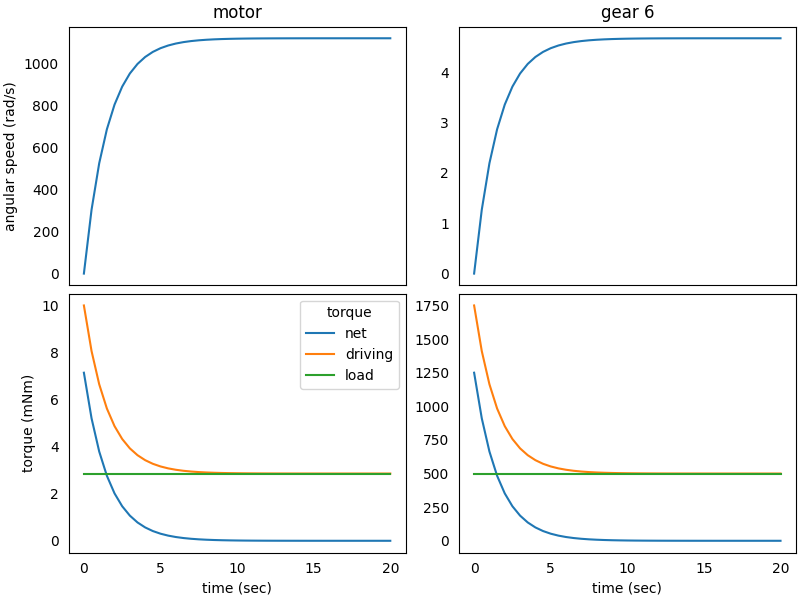 motor
gear 6
angular speed (rad/s)
1000
800
600
400
200
0
4
3
2
1
0
torque (mNm)
10
8
6
4
2
0
torque
net
driving
load
0 5 10 15 20
time (sec)
1750
1500
1250
1000
750
500
250
0
0 5 10 15 20
time (sec)